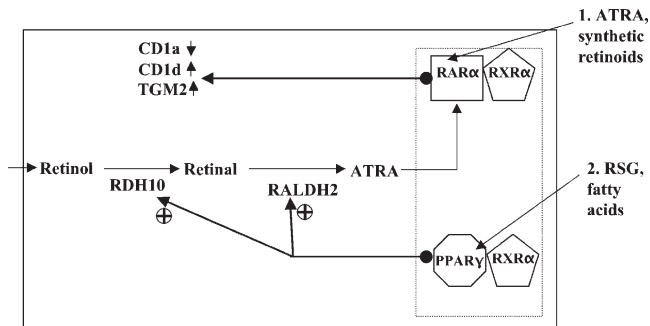 1. ATRA,
synthetic
retinoids
CD1a
CD1d
TGM2
RARα
RXRα
Retinol
Retinal
ATRA
RDH10
RALDH2
2. RSG,
fatty
acids
PPARγ
RXRα